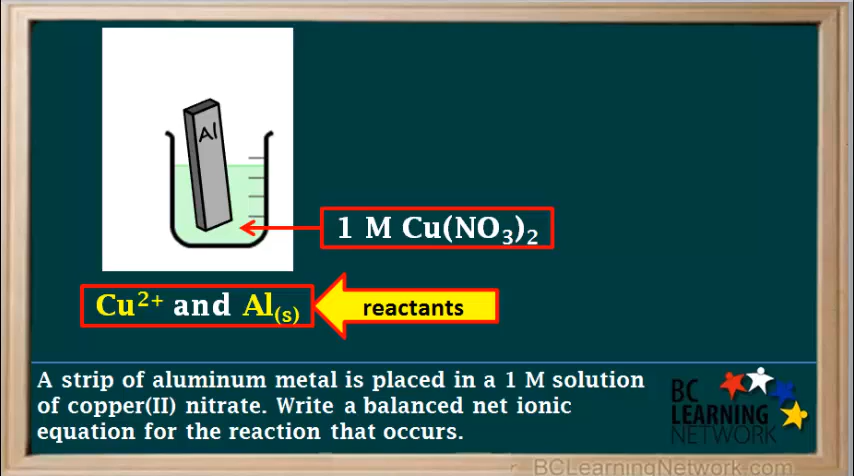 Al
1 M Cu(NO₃)₂
Cu²⁺ and Al₍ₛ₎
reactants
A strip of aluminum metal is placed in a 1 M solution
of copper(II) nitrate. Write a balanced net ionic
equation for the reaction that occurs.
BC
LEARNING
NETWORK
BCLearningNetwork.com